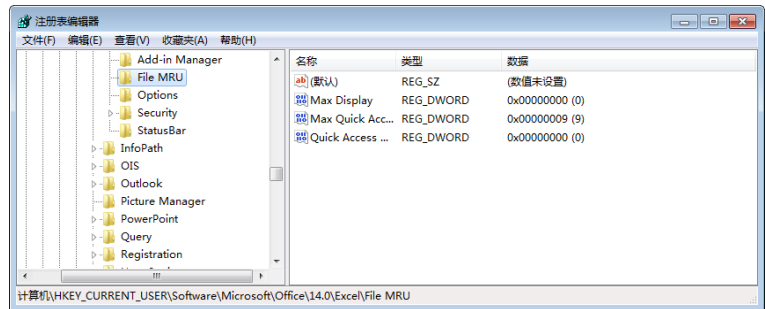 注册表编辑器
文件(F) 编辑(E) 查看(V) 收藏夹(A) 帮助(H)
Add-in Manager
File MRU
Options
Security
StatusBar
InfoPath
OIS
Outlook
Picture Manager
PowerPoint
Query
Registration
名称 类型 数据
ab (默认) REG_SZ (数值未设置)
Max Display REG_DWORD 0x00000000 (0)
Max Quick Acc... REG_DWORD 0x00000009 (9)
Quick Access ... REG_DWORD 0x00000000 (0)
计算机\HKEY_CURRENT_USER\Software\Microsoft\Office\14.0\Excel\File MRU